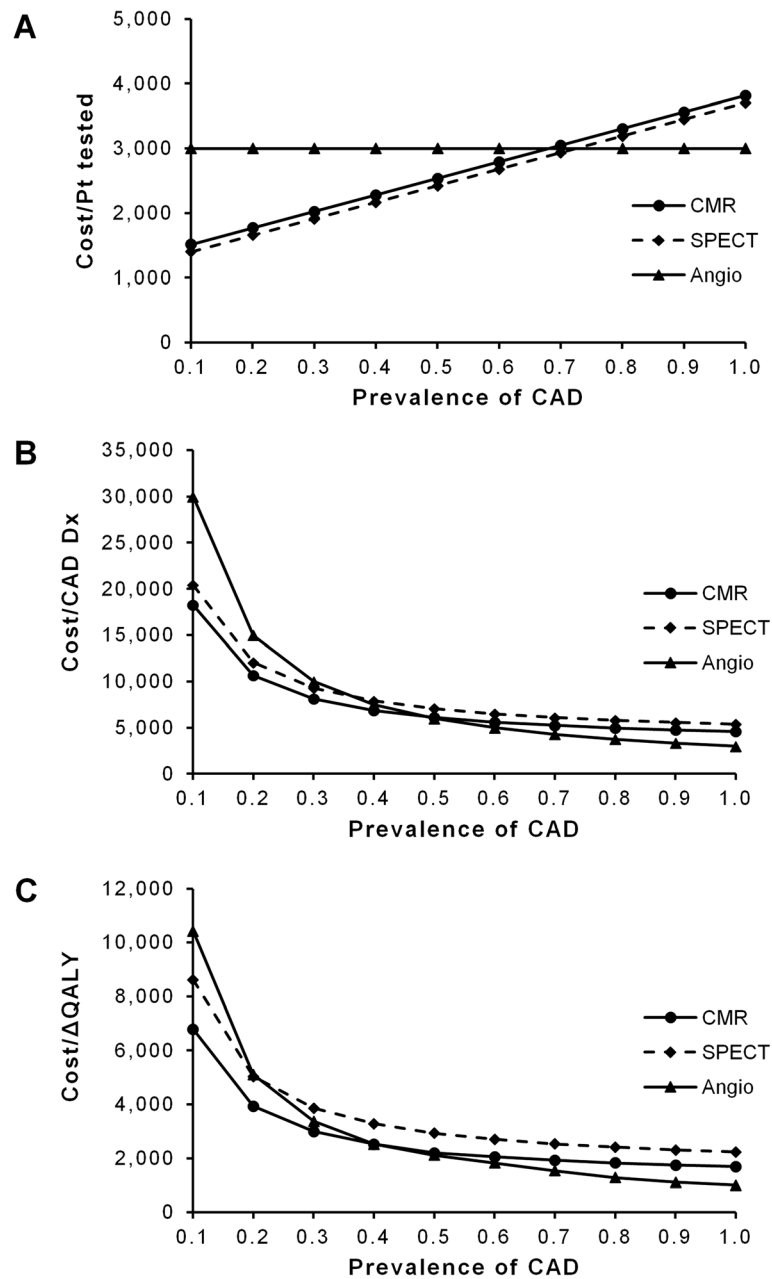 A
5,000
4,000
3,000
2,000
1,000
0
Cost/Pt tested
CMR
SPECT
Angio
0.1 0.2 0.3 0.4 0.5 0.6 0.7 0.8 0.9 1.0
Prevalence of CAD
B
35,000
30,000
25,000
20,000
15,000
10,000
5,000
0
Cost/CAD Dx
CMR
SPECT
Angio
0.1 0.2 0.3 0.4 0.5 0.6 0.7 0.8 0.9 1.0
Prevalence of CAD
C
12,000
10,000
8,000
6,000
4,000
2,000
0
Cost/ΔQALY
CMR
SPECT
Angio
0.1 0.2 0.3 0.4 0.5 0.6 0.7 0.8 0.9 1.0
Prevalence of CAD